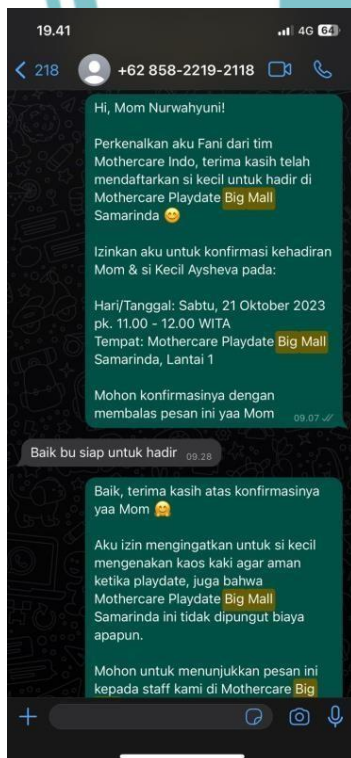 19.41
4G 64
218
+62 858-2219-2118
Hi, Mom Nurwahyuni!
Perkenalkan aku Fani dari tim
Mothercare Indo, terima kasih telah
mendaftarkan si kecil untuk hadir di
Mothercare Playdate Big Mall
Samarinda 😊
Izinkan aku untuk konfirmasi kehadiran
Mom & si Kecil Aysheva pada:
Hari/Tanggal: Sabtu, 21 Oktober 2023
pk. 11.00 - 12.00 WITA
Tempat: Mothercare Playdate Big Mall
Samarinda, Lantai 1
Mohon konfirmasinya dengan
membalas pesan ini yaa Mom
09.07
Baik bu siap untuk hadir 09.28
Baik, terima kasih atas konfirmasinya
yaa Mom 🤗
Aku izin mengingatkan untuk si kecil
mengenakan kaos kaki agar aman
ketika playdate, juga bahwa
Mothercare Playdate Big Mall
Samarinda ini tidak dipungut biaya
apapun.
Mohon untuk menunjukkan pesan ini
kepada staff kami di Mothercare Big